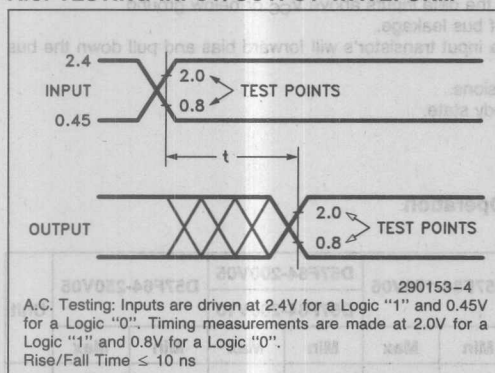 2.4
INPUT
0.45
2.0
0.8
TEST POINTS
t
OUTPUT
2.0
0.8
TEST POINTS
290153–4
A.C. Testing: Inputs are driven at 2.4V for a Logic "1" and 0.45V
for a Logic "0". Timing measurements are made at 2.0V for a
Logic "1" and 0.8V for a Logic "0".
Rise/Fall Time ≤ 10 ns